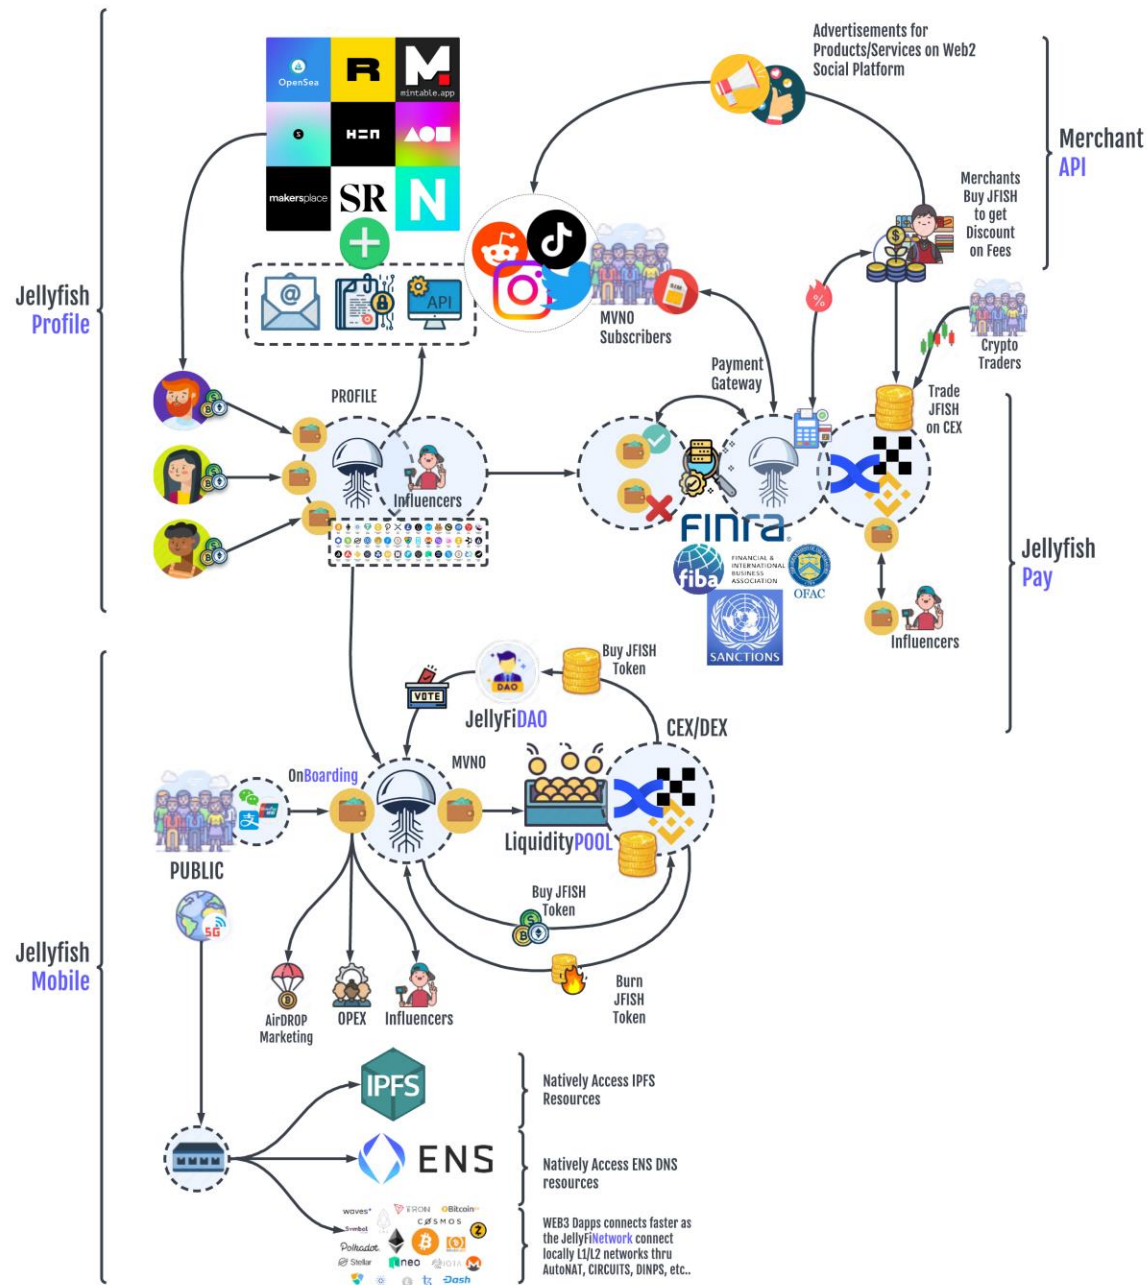 Advertisements for
Products/Services on Web2
Social Platform
OpenSea
R
M
mintable.app
makersplace
SR
N
Merchant
API
Merchants
Buy JFISH
to get
Discount
on Fees
Jellyfish
Profile
@
API
SIM
MVNO
Subscribers
%
Crypto
Traders
Payment
Gateway
Trade
JFISH
on CEX
PROFILE
Influencers
FINRA
fiba
FINANCIAL &
INTERNATIONAL
BUSINESS
ASSOCIATION
OFAC
SANCTIONS
Influencers
Jellyfish
Pay
Buy JFISH
Token
VOTE
DAO
JellyFiDAO
CEX/DEX
OnBoarding
MVNO
支
PUBLIC
LiquidityPOOL
5G
Buy JFISH
Token
Jellyfish
Mobile
Burn
JFISH
Token
AirDROP
Marketing
OPEX
Influencers
IPFS
Natively Access IPFS
Resources
ENS
Natively Access ENS DNS
resources
waves
TRON
Bitcoin
COSMOS
Symbol
Polkadot
Stellar
neo
IOTA
Dash
WEB3 Dapps connects faster as
the JellyFiNetwork connect
locally L1/L2 networks thru
AutoNAT, CIRCUITS, DINPS, etc..